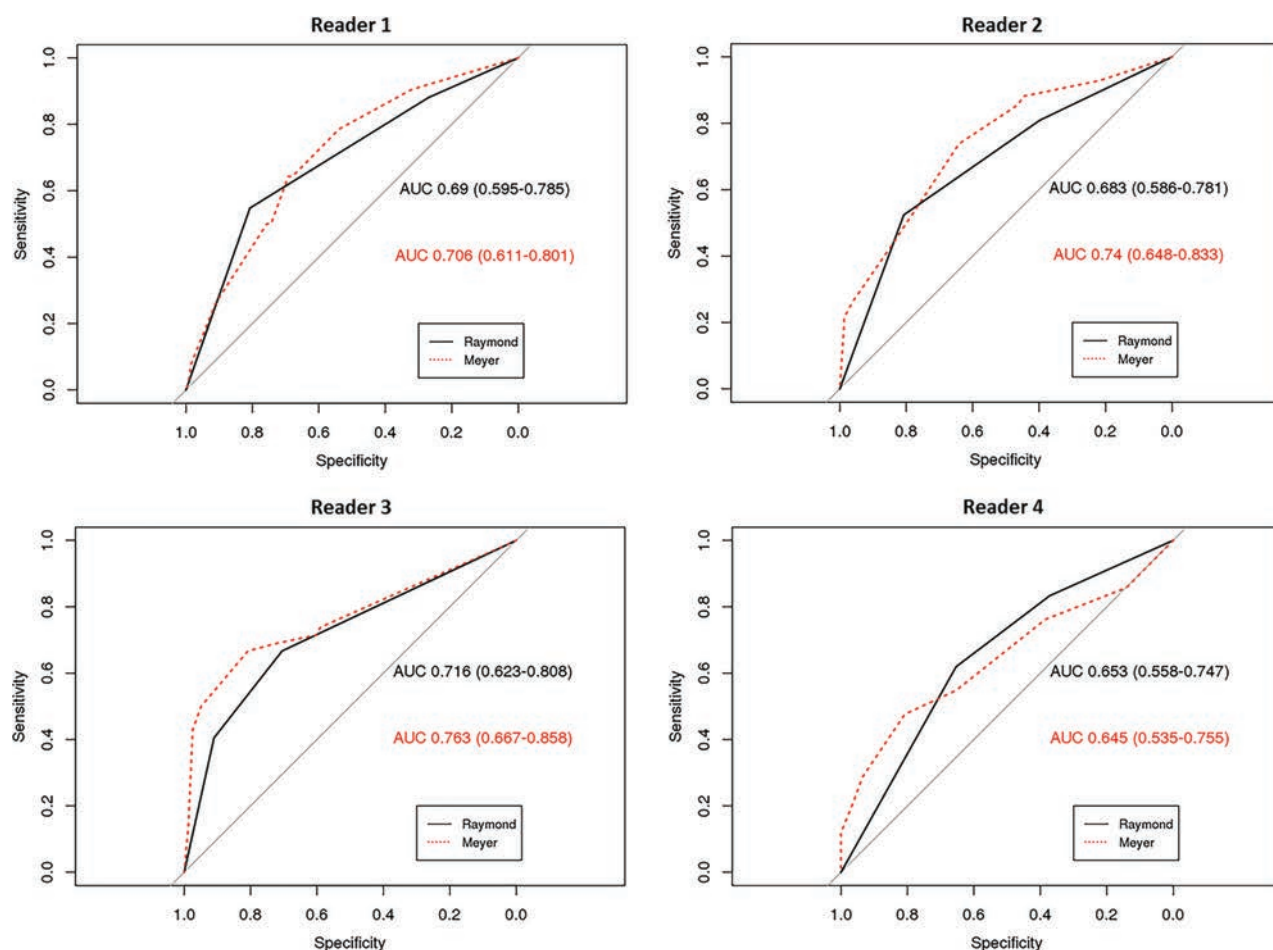 Reader 1
1.0
0.8
0.6
0.4
0.2
0.0
Sensitivity
AUC 0.69 (0.595-0.785)
AUC 0.706 (0.611-0.801)
Raymond
Meyer
1.0 0.8 0.6 0.4 0.2 0.0
Specificity
Reader 2
1.0
0.8
0.6
0.4
0.2
0.0
Sensitivity
AUC 0.683 (0.586-0.781)
AUC 0.74 (0.648-0.833)
Raymond
Meyer
1.0 0.8 0.6 0.4 0.2 0.0
Specificity
Reader 3
1.0
0.8
0.6
0.4
0.2
0.0
Sensitivity
AUC 0.716 (0.623-0.808)
AUC 0.763 (0.667-0.858)
Raymond
Meyer
1.0 0.8 0.6 0.4 0.2 0.0
Specificity
Reader 4
1.0
0.8
0.6
0.4
0.2
0.0
Sensitivity
AUC 0.653 (0.558-0.747)
AUC 0.645 (0.535-0.755)
Raymond
Meyer
1.0 0.8 0.6 0.4 0.2 0.0
Specificity